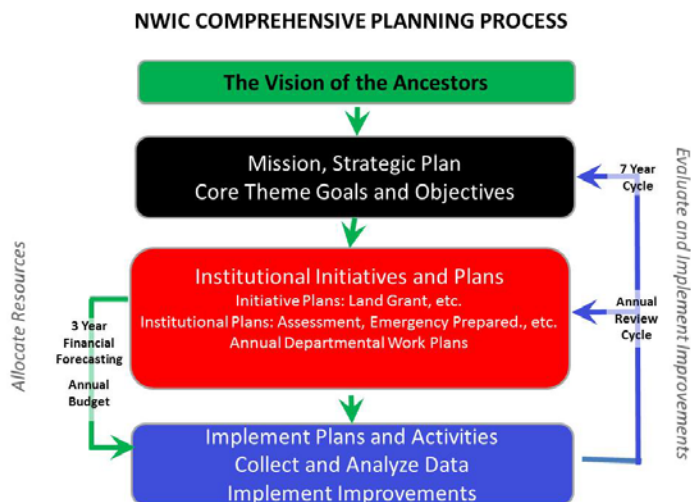 NWIC COMPREHENSIVE PLANNING PROCESS
The Vision of the Ancestors
Mission, Strategic Plan
Core Theme Goals and Objectives
7 Year
Cycle
Institutional Initiatives and Plans
Initiative Plans: Land Grant, etc.
Institutional Plans: Assessment, Emergency Prepared., etc.
Annual Departmental Work Plans
Annual
Review
Cycle
Allocate Resources
3 Year
Financial
Forecasting
Annual
Budget
Evaluate and Implement Improvements
Implement Plans and Activities
Collect and Analyze Data
Implement Improvements